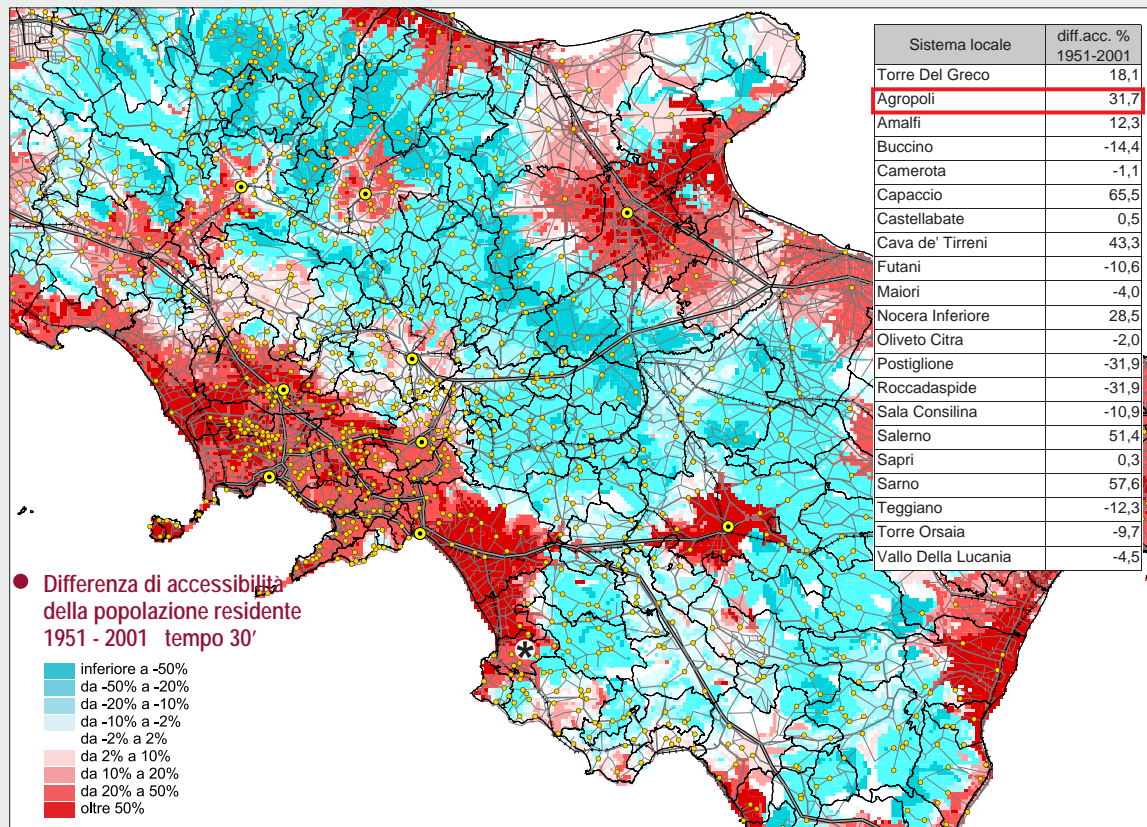 Sistema locale diff.acc. % 1951-2001
Torre Del Greco 18,1
Agropoli 31,7
Amalfi 12,3
Buccino -14,4
Camerota -1,1
Capaccio 65,5
Castellabate 0,5
Cava de' Tirreni 43,3
Futani -10,6
Maiori -4,0
Nocera Inferiore 28,5
Oliveto Citra -2,0
Postiglione -31,9
Roccadaspide -31,9
Sala Consilina -10,9
Salerno 51,4
Sapri 0,3
Sarno 57,6
Teggiano -12,3
Torre Orsaia -9,7
Vallo Della Lucania -4,5
Differenza di accessibilità
della popolazione residente
1951 - 2001 tempo 30'
inferiore a -50%
da -50% a -20%
da -20% a -10%
da -10% a -2%
da -2% a 2%
da 2% a 10%
da 10% a 20%
da 20% a 50%
oltre 50%